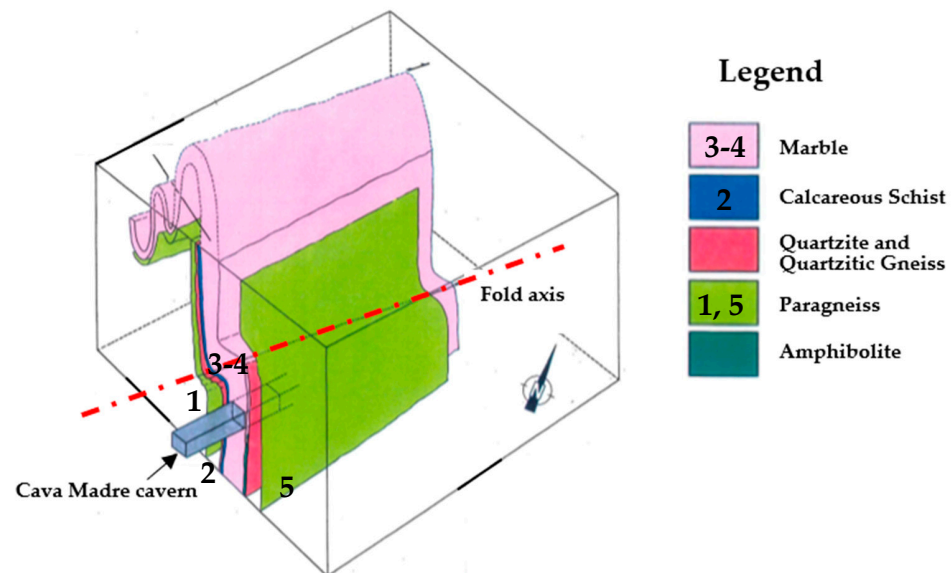 Legend
3-4 Marble
2 Calcareous Schist
Quartzite and
Quartzitic Gneiss
1, 5 Paragneiss
Amphibolite
Fold axis
N
3-4
1
2
5
Cava Madre cavern